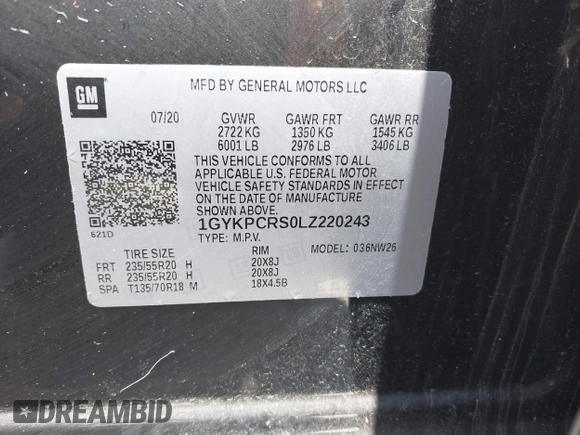 GM
MFD BY GENERAL MOTORS LLC
07/20 GVWR GAWR FRT GAWR RR
2722 KG 1350 KG 1545 KG
6001 LB 2976 LB 3406 LB
THIS VEHICLE CONFORMS TO ALL
APPLICABLE U.S. FEDERAL MOTOR
VEHICLE SAFETY STANDARDS IN EFFECT
ON THE DATE OF MANUFACTURE
SHOWN ABOVE.
621D
1GYKPCRS0LZ220243
TYPE: M.P.V. MODEL: 036NW26
TIRE SIZE RIM
FRT 235/55R20 H 20X8J
RR 235/55R20 H 20X8J
SPA T135/70R18 M 18X4.5B
DREAMBID